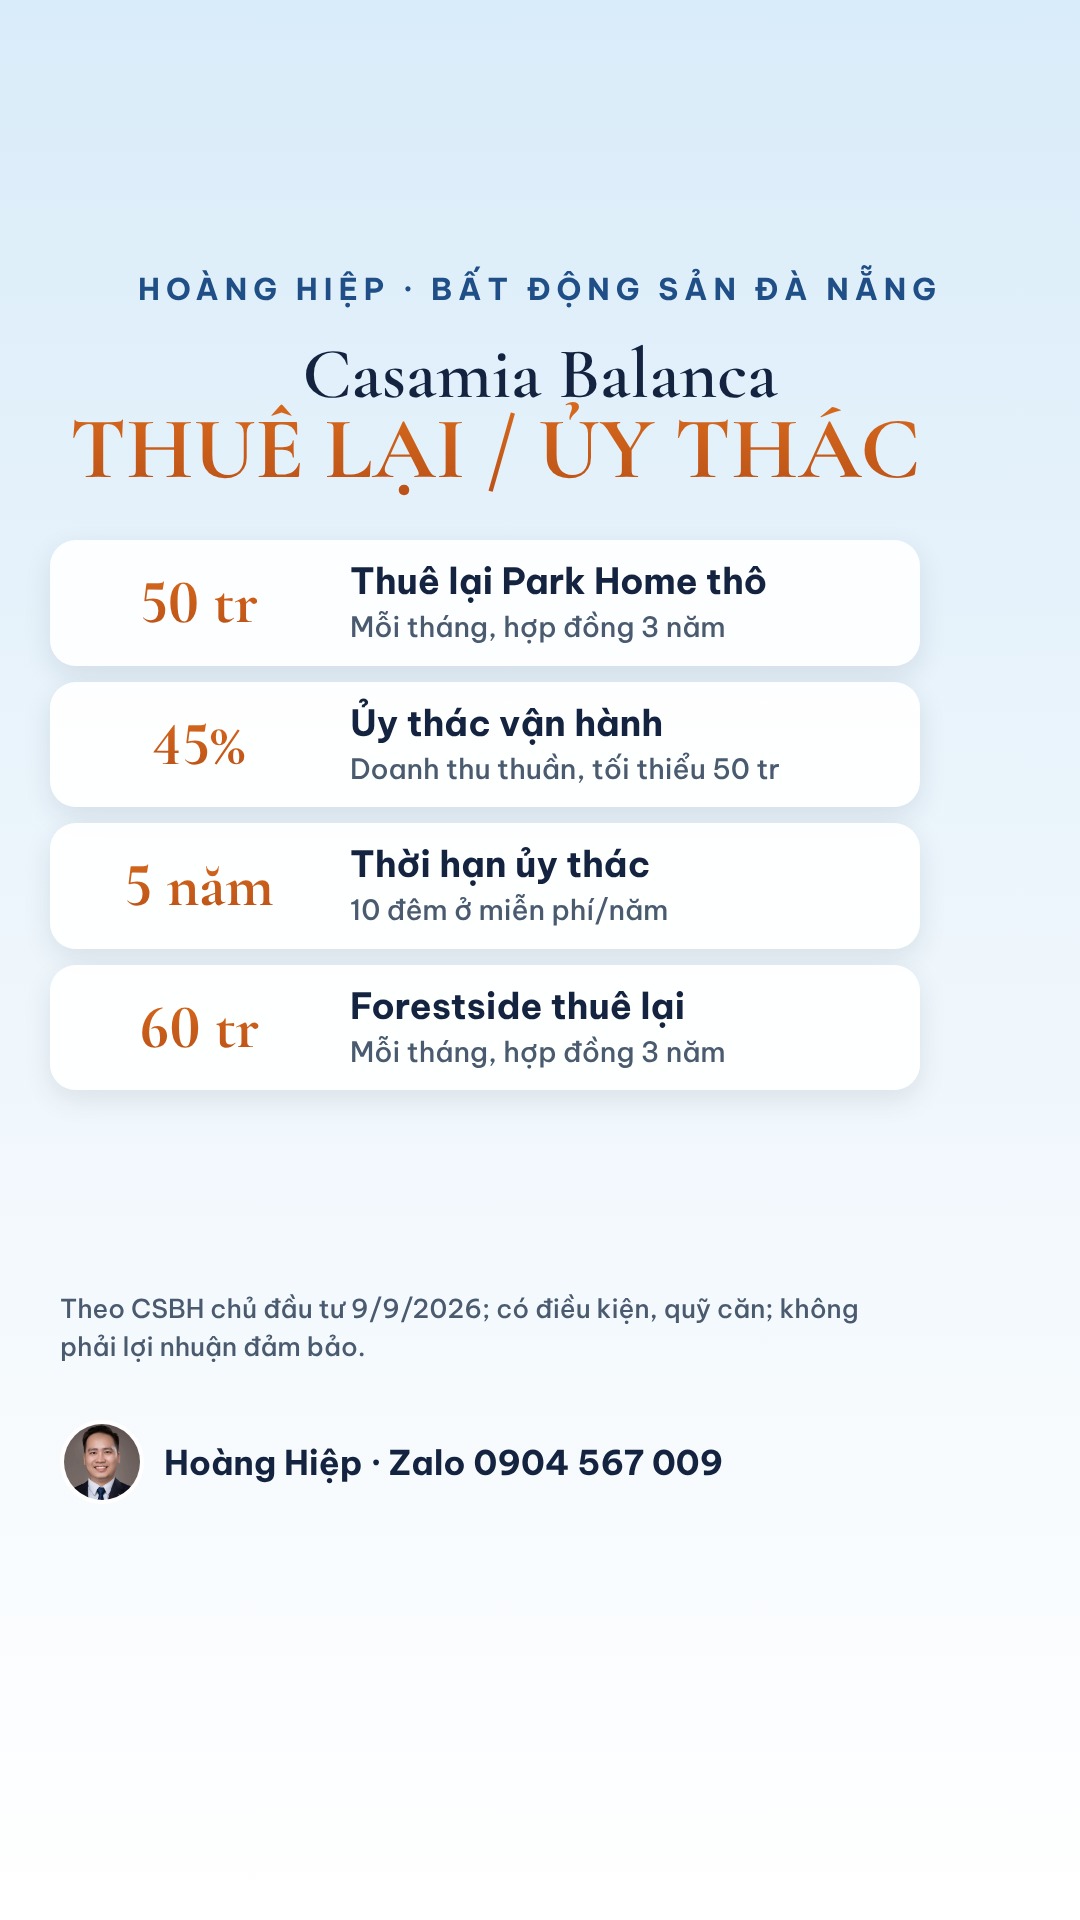 HOÀNG HIỆP · BẤT ĐỘNG SẢN ĐÀ NẴNG
Casamia Balanca
THUÊ LẠI / ỦY THÁC
50 tr
Thuê lại Park Home thô
Mỗi tháng, hợp đồng 3 năm
45%
Ủy thác vận hành
Doanh thu thuần, tối thiểu 50 tr
5 năm
Thời hạn ủy thác
10 đêm ở miễn phí/năm
60 tr
Forestside thuê lại
Mỗi tháng, hợp đồng 3 năm
Theo CSBH chủ đầu tư 9/9/2026; có điều kiện, quỹ căn; không
phải lợi nhuận đảm bảo.
Hoàng Hiệp · Zalo 0904 567 009